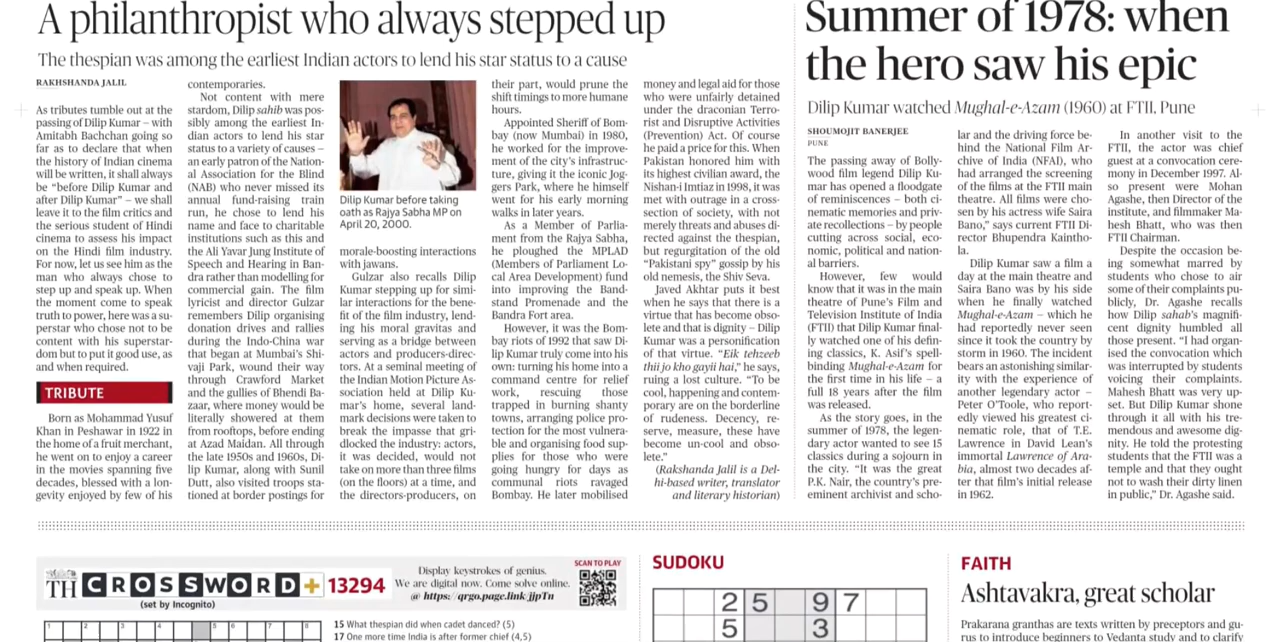 A philanthropist who always stepped up
The thespian was among the earliest Indian actors to lend his star status to a cause
RAKHSHANDA JALIL
As tributes tumble out at the
passing of Dilip Kumar – with
Amitabh Bachchan going so
far as to declare that when
the history of Indian cinema
will be written, it shall always
be “before Dilip Kumar and
after Dilip Kumar” – we shall
leave it to the film critics and
the serious student of Hindi
cinema to assess his impact
on the Hindi film industry.
For now, let us see him as the
man who always chose to
step up and speak up. When
the moment come to speak
truth to power, here was a su-
perstar who chose not to be
content with his superstar-
dom but to put it good use, as
and when required.
TRIBUTE
Born as Mohammad Yusuf
Khan in Peshawar in 1922 in
the home of a fruit merchant,
he went on to enjoy a career
in the movies spanning five
decades, blessed with a lon-
gevity enjoyed by few of his
contemporaries.
Not content with mere
stardom, Dilip sahib was pos-
sibly among the earliest In-
dian actors to lend his star
status to a variety of causes –
an early patron of the Nation-
al Association for the Blind
(NAB) who never missed its
annual fund-raising train
run, he chose to lend his
name and face to charitable
institutions such as this and
the Ali Yavar Jung Institute of
Speech and Hearing in Ban-
dra rather than modelling for
commercial gain. The film
lyricist and director Gulzar
remembers Dilip organising
donation drives and rallies
during the Indo-China war
that began at Mumbai’s Shi-
vaji Park, wound their way
through Crawford Market
and the gullies of Bhendi Ba-
zaar, where money would be
literally showered at them
from rooftops, before ending
at Azad Maidan. All through
the late 1950s and 1960s, Di-
lip Kumar, along with Sunil
Dutt, also visited troops sta-
tioned at border postings for
Dilip Kumar before taking
oath as Rajya Sabha MP on
April 20, 2000.
morale-boosting interactions
with jawans.
Gulzar also recalls Dilip
Kumar stepping up for simi-
lar interactions for the bene-
fit of the film industry, lend-
ing his moral gravitas and
serving as a bridge between
actors and producers-direc-
tors. At a seminal meeting of
the Indian Motion Picture As-
sociation held at Dilip Ku-
mar’s home, several land-
mark decisions were taken to
break the impasse that gri-
dlocked the industry: actors,
it was decided, would not
take on more than three films
(on the floors) at a time, and
the directors-producers, on
their part, would prune the
shift timings to more humane
hours.
Appointed Sheriff of Bom-
bay (now Mumbai) in 1980,
he worked for the improve-
ment of the city’s infrastruc-
ture, giving it the iconic Jog-
gers Park, where he himself
went for his early morning
walks in later years.
As a Member of Parlia-
ment from the Rajya Sabha,
he ploughed the MPLAD
(Members of Parliament Lo-
cal Area Development) fund
into improving the Band-
stand Promenade and the
Bandra Fort area.
However, it was the Bom-
bay riots of 1992 that saw Di-
lip Kumar truly come into his
own: turning his home into a
command centre for relief
work, rescuing those
trapped in burning shanty
towns, arranging police pro-
tection for the most vulnera-
ble and organising food sup-
plies for those who were
going hungry for days as
communal riots ravaged
Bombay. He later mobilised
money and legal aid for those
who were unfairly detained
under the draconian Terro-
rist and Disruptive Activities
(Prevention) Act. Of course
he paid a price for this. When
Pakistan honored him with
its highest civilian award, the
Nishan-i Imtiaz in 1998, it was
met with outrage in a cross-
section of society, with not
merely threats and abuses di-
rected against the thespian,
but regurgitation of the old
“Pakistani spy” gossip by his
old nemesis, the Shiv Seva.
Javed Akhtar puts it best
when he says that there is a
virtue that has become obso-
lete and that is dignity – Dilip
Kumar was a personification
of that virtue. “Eik tehzeeb
thii jo kho gayii hai,” he says,
ruing a lost culture. “To be
cool, happening and contem-
porary are on the borderline
of rudeness. Decency, re-
serve, measure, these have
become un-cool and obso-
lete.”
(Rakshanda Jalil is a Del-
hi-based writer, translator
and literary historian)
Summer of 1978: when
the hero saw his epic
Dilip Kumar watched Mughal-e-Azam (1960) at FTII, Pune
SHOUMOJIT BANERJEE
PUNE
The passing away of Bolly-
wood film legend Dilip Ku-
mar has opened a floodgate
of reminiscences – both ci-
nematic memories and priv-
ate recollections – by people
cutting across social, eco-
nomic, political and nation-
al barriers.
However, few would
know that it was in the main
theatre of Pune’s Film and
Television Institute of India
(FTII) that Dilip Kumar final-
ly watched one of his defin-
ing classics, K. Asif’s spell-
binding Mughal-e-Azam for
the first time in his life – a
full 18 years after the film
was released.
As the story goes, in the
summer of 1978, the legen-
dary actor wanted to see 15
classics during a sojourn in
the city. “It was the great
P.K. Nair, the country’s pre-
eminent archivist and scho-
lar and the driving force be-
hind the National Film Ar-
chive of India (NFAI), who
had arranged the screening
of the films at the FTII main
theatre. All films were cho-
sen by his actress wife Saira
Bano,” says current FTII Di-
rector Bhupendra Kaintho-
la.
Dilip Kumar saw a film a
day at the main theatre and
Saira Bano was by his side
when he finally watched
Mughal-e-Azam – which he
had reportedly never seen
since it took the country by
storm in 1960. The incident
bears an astonishing similar-
ity with the experience of
another legendary actor –
Peter O’Toole, who report-
edly viewed his greatest ci-
nematic role, that of T.E.
Lawrence in David Lean’s
immortal Lawrence of Ara-
bia, almost two decades af-
ter that film’s initial release
in 1962.
In another visit to the
FTII, the actor was chief
guest at a convocation cere-
mony in December 1997. Al-
so present were Mohan
Agashe, then Director of the
institute, and filmmaker Ma-
hesh Bhatt, who was then
FTII Chairman.
Despite the occasion be-
ing somewhat marred by
students who chose to air
some of their complaints pu-
blicly, Dr. Agashe recalls
how Dilip sahab’s magnifi-
cent dignity humbled all
those present. “I had organ-
ised the convocation which
was interrupted by students
voicing their complaints.
Mahesh Bhatt was very up-
set. But Dilip Kumar shone
through it all with his tre-
mendous and awesome dig-
nity. He told the protesting
students that the FTII was a
temple and that they ought
not to wash their dirty linen
in public,” Dr. Agashe said.
TH CROSSWORD+ 13294
(set by Incognito)
Display keystrokes of genius.
We are digital now. Come solve online.
@ https://qrgo.page.link/jjpTn
SCAN TO PLAY
1 2 3 4 5 6 7 8
15 What thespian did when cadet danced? (5)
17 One more time India is after former chief (4,5)
SUDOKU
2 5 9 7
5 3
FAITH
Ashtavakra, great scholar
Prakarana granthas are texts written by preceptors and gu-
rus to introduce beginners to Vedanta study and to clarify